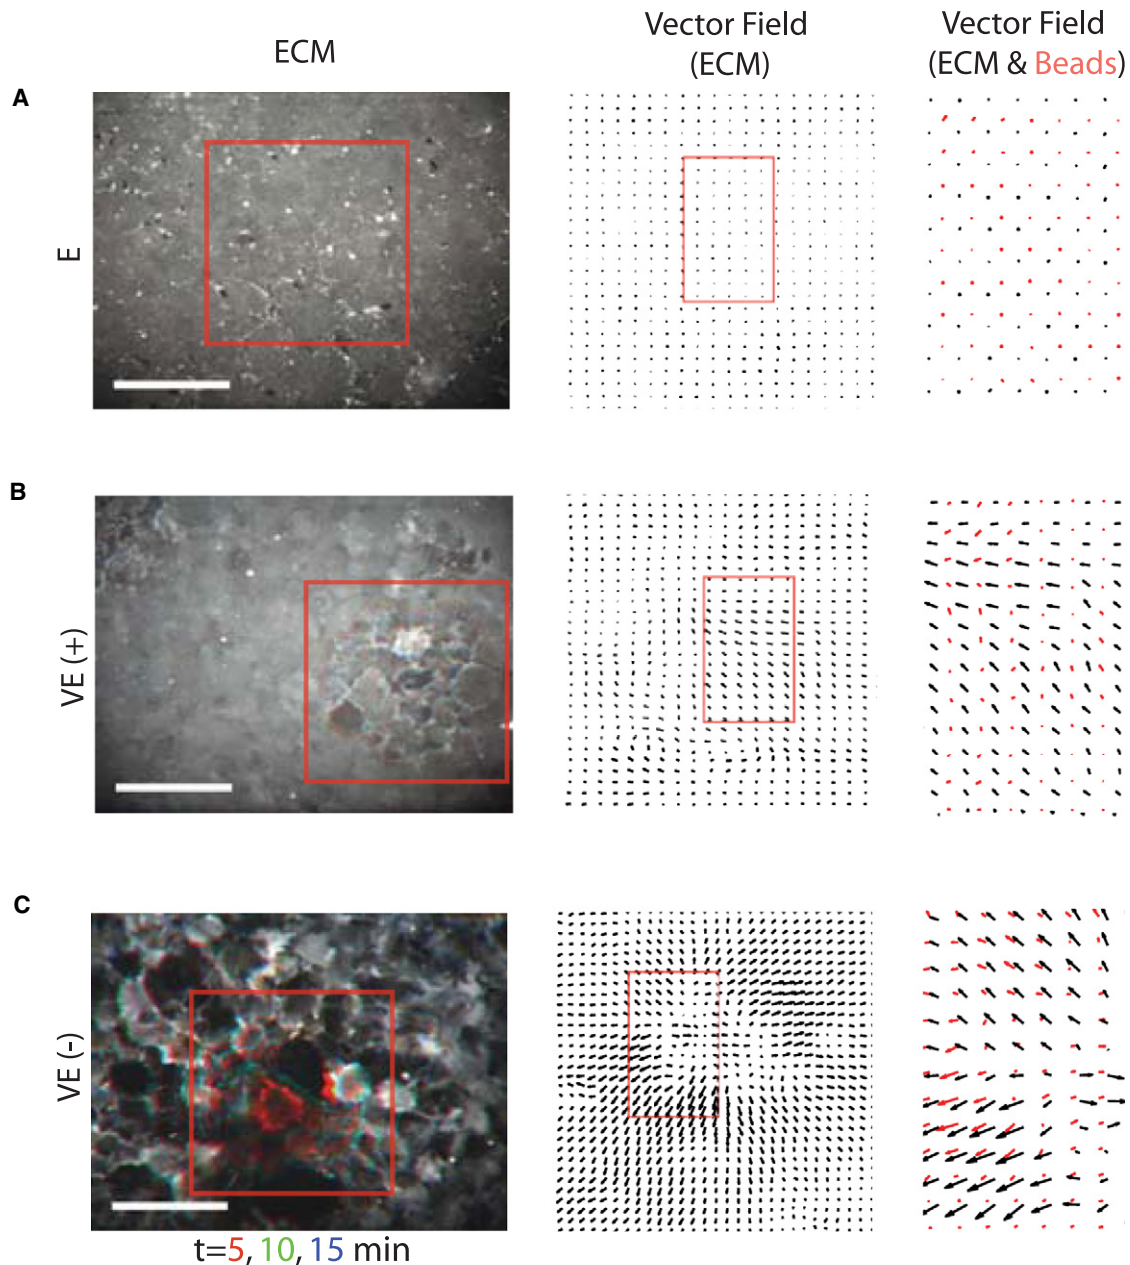 ECM
Vector Field
(ECM)
Vector Field
(ECM & Beads)
A
E
B
VE (+)
C
VE (-)
t=5, 10, 15 min